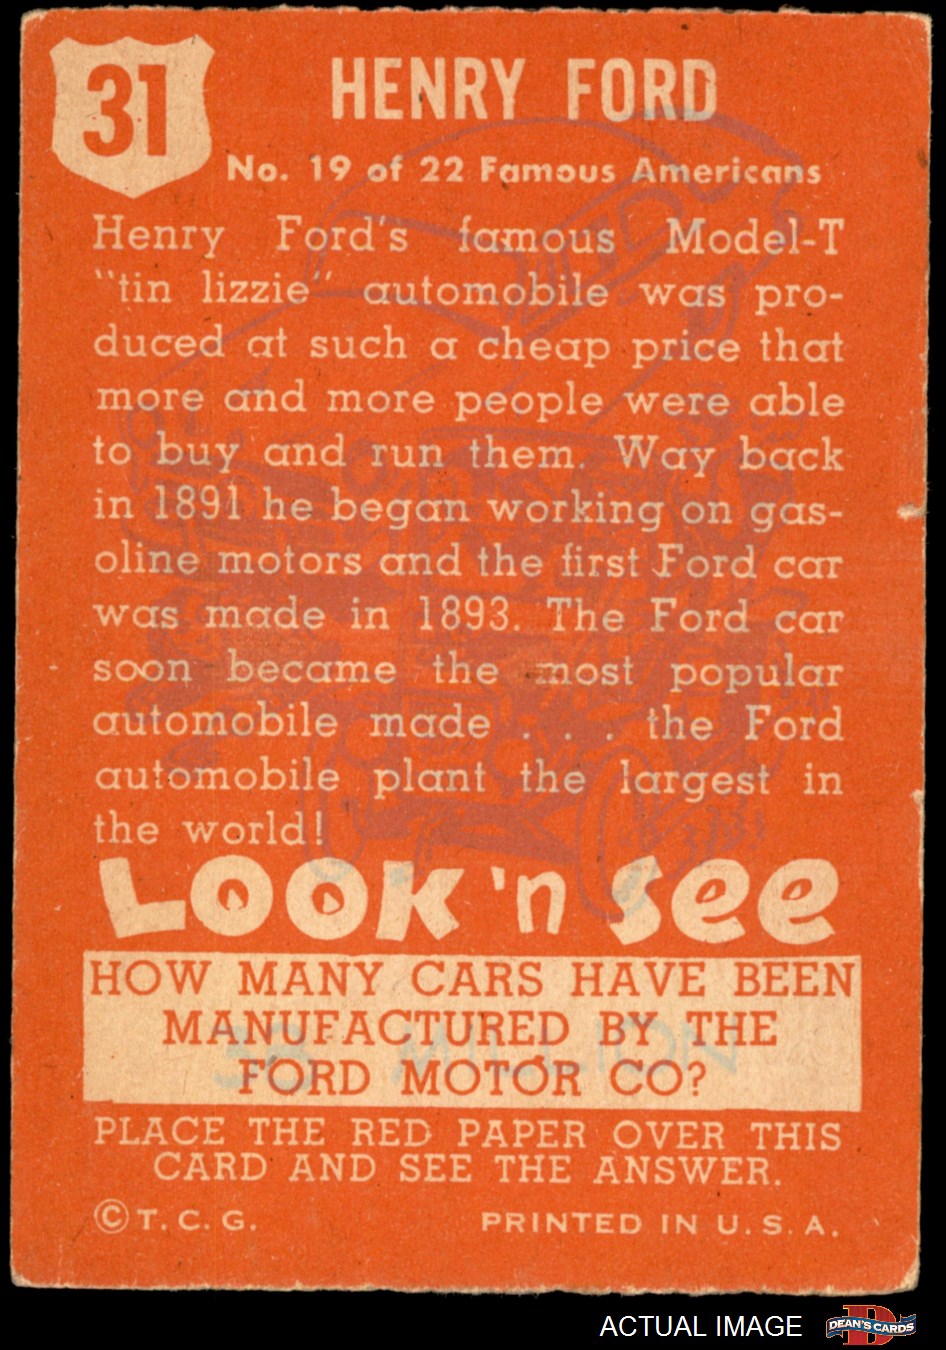 31
HENRY FORD
No. 19 of 22 Famous Americans
Henry Ford's famous Model-T
"tin lizzie" automobile was pro-
duced at such a cheap price that
more and more people were able
to buy and run them. Way back
in 1891 he began working on gas-
oline motors and the first Ford car
was made in 1893. The Ford car
soon became the most popular
automobile made . . . the Ford
automobile plant the largest in
the world!
LOOK 'n See
HOW MANY CARS HAVE BEEN
MANUFACTURED BY THE
FORD MOTOR CO?
33 MILLION
PLACE THE RED PAPER OVER THIS
CARD AND SEE THE ANSWER.
© T. C. G. PRINTED IN U. S. A.
ACTUAL IMAGE
D
DEAN'S CARDS